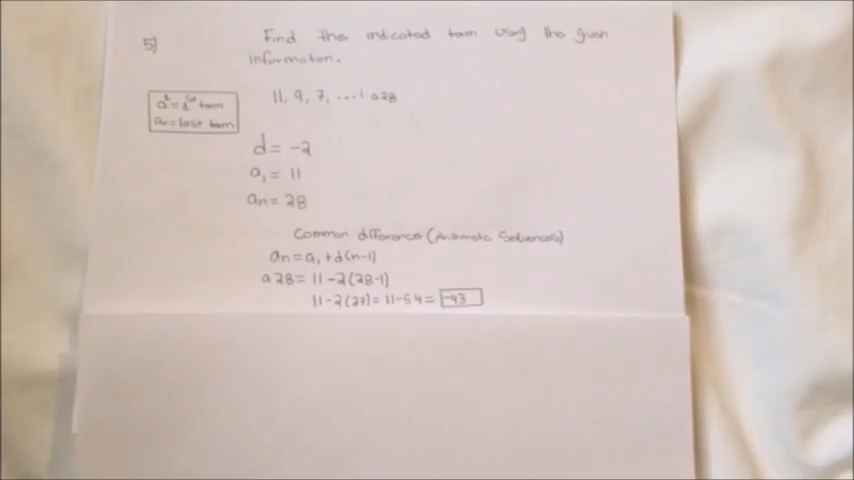 5) Find the indicated term using the given
information.
11, 9, 7, ...; a28
a1 = 1st term
an = last term
d = -2
a1 = 11
an = 28
Common difference (Arismatic Sequences)
an = a1 + d(n-1)
a28 = 11-2(28-1)
11-2(27) = 11-54 = -43